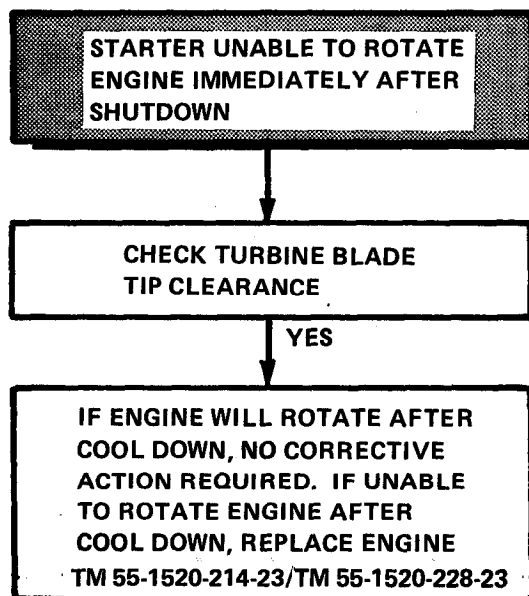 STARTER UNABLE TO ROTATE
ENGINE IMMEDIATELY AFTER
SHUTDOWN
CHECK TURBINE BLADE
TIP CLEARANCE
YES
IF ENGINE WILL ROTATE AFTER
COOL DOWN, NO CORRECTIVE
ACTION REQUIRED. IF UNABLE
TO ROTATE ENGINE AFTER
COOL DOWN, REPLACE ENGINE
TM 55-1520-214-23/TM 55-1520-228-23